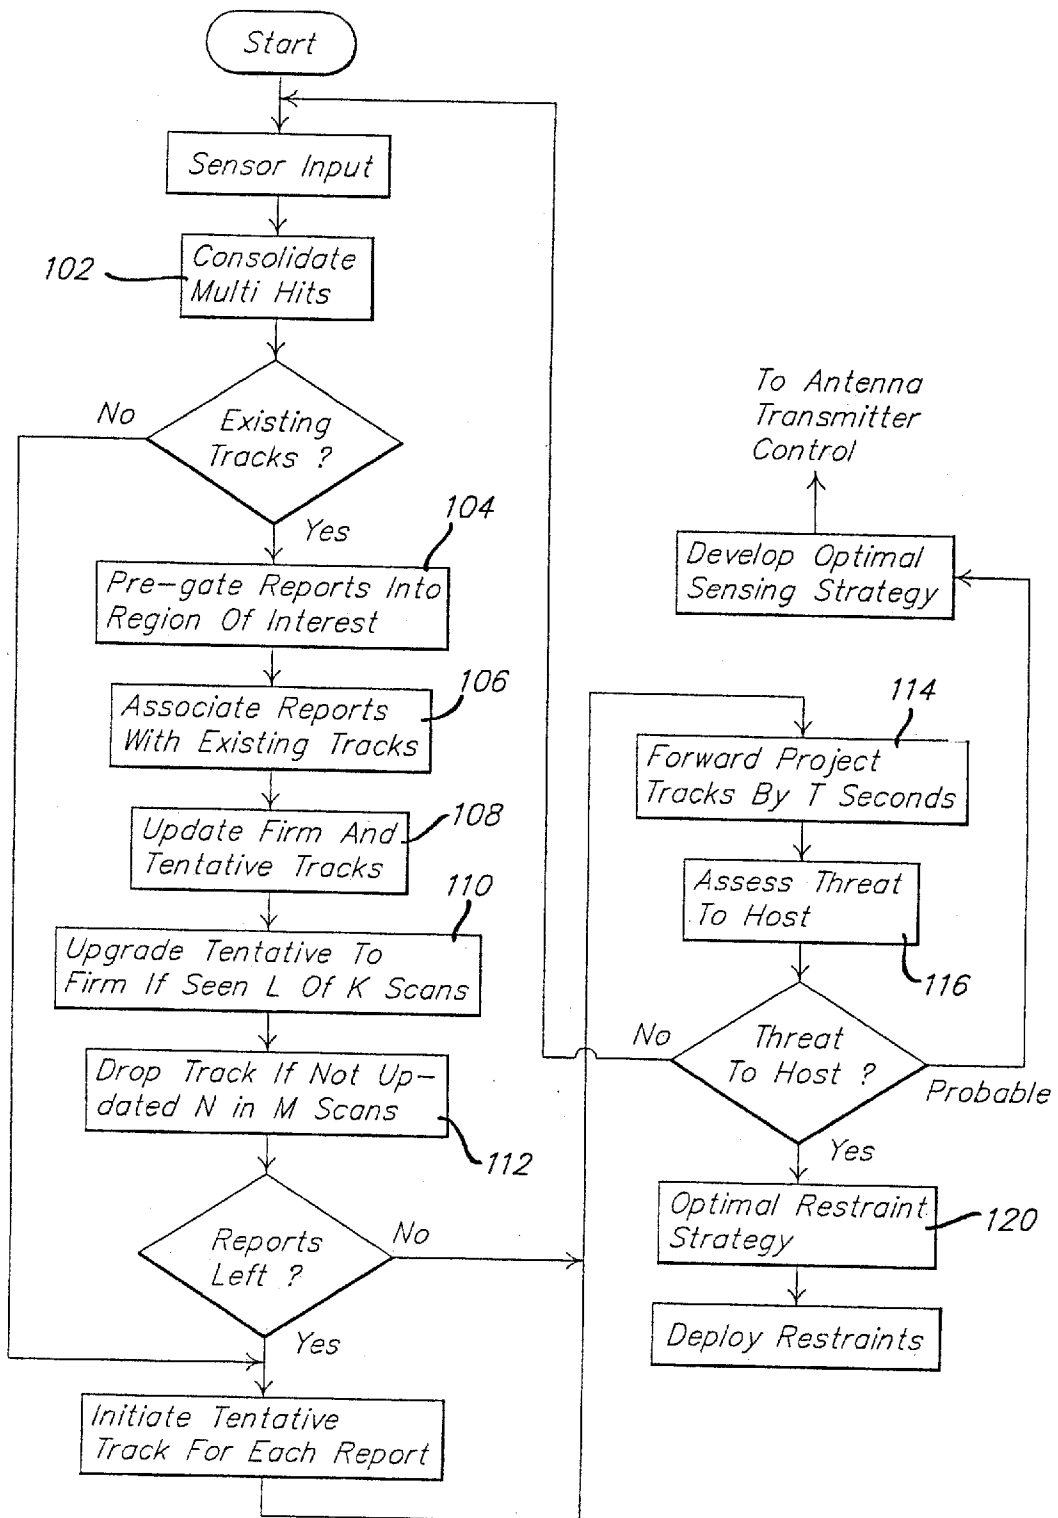 Start
Sensor Input
102
Consolidate
Multi Hits
No
Existing
Tracks ?
Yes
104
Pre-gate Reports Into
Region Of Interest
106
Associate Reports
With Existing Tracks
108
Update Firm And
Tentative Tracks
110
Upgrade Tentative To
Firm If Seen L Of K Scans
Drop Track If Not Up-
dated N in M Scans
112
Reports
Left ?
No
Yes
Initiate Tentative
Track For Each Report
To Antenna
Transmitter
Control
Develop Optimal
Sensing Strategy
114
Forward Project
Tracks By T Seconds
Assess Threat
To Host
116
No
Threat
To Host ?
Probable
Yes
Optimal Restraint
Strategy
120
Deploy Restraints